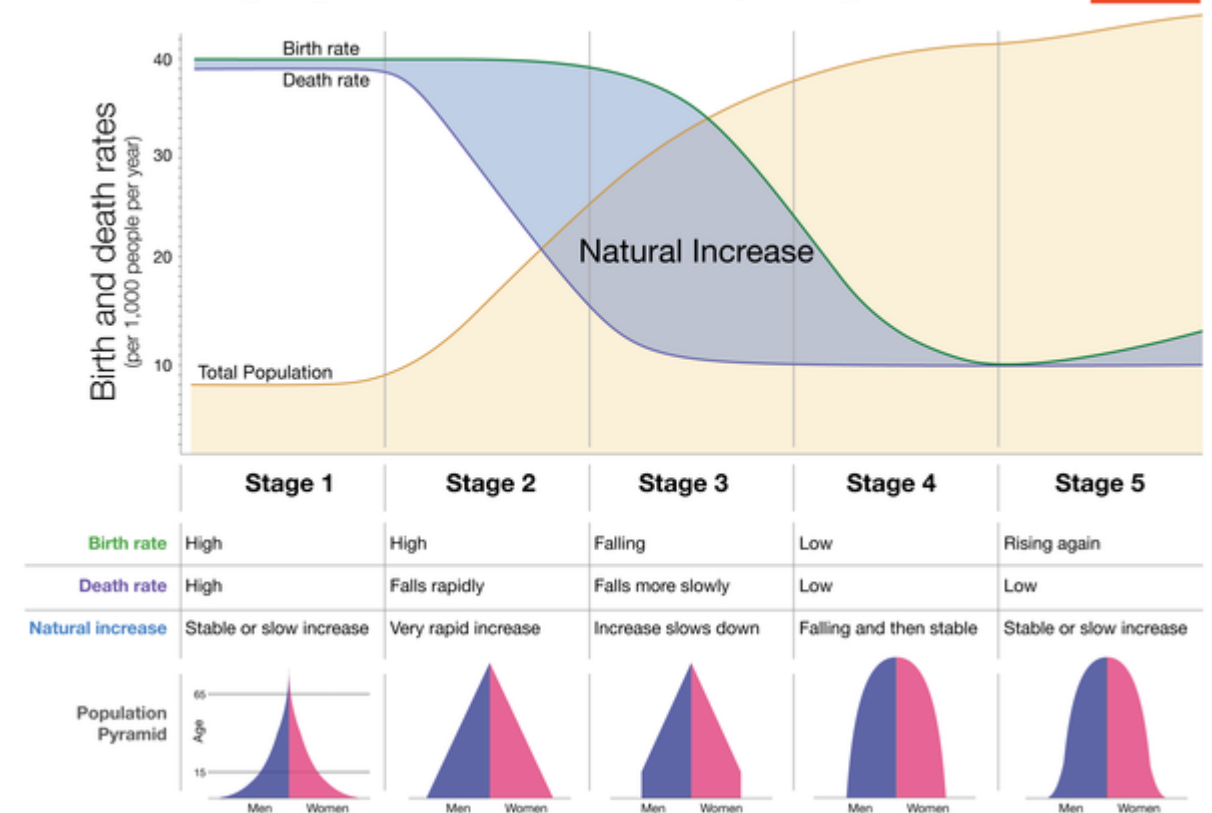 Birth rate
Death rate
40
30
20
10
Birth and death rates
(per 1,000 people per year)
Natural Increase
Total Population
Stage 1 Stage 2 Stage 3 Stage 4 Stage 5
Birth rate High High Falling Low Rising again
Death rate High Falls rapidly Falls more slowly Low Low
Natural increase Stable or slow increase Very rapid increase Increase slows down Falling and then stable Stable or slow increase
Population
Pyramid
65
Age
15
Men Women Men Women Men Women Men Women Men Women